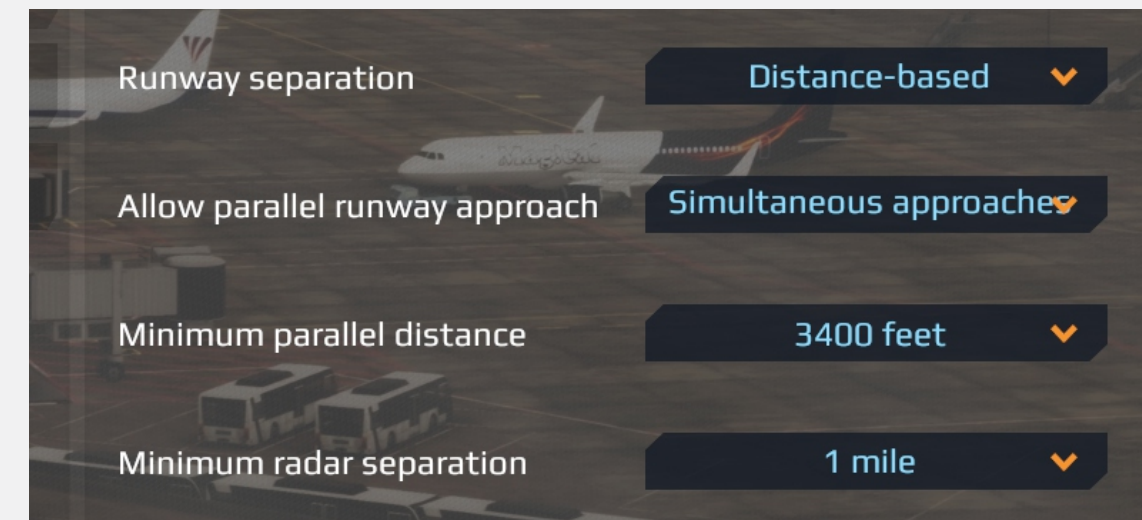 Runway separation Distance-based
Allow parallel runway approach Simultaneous approaches
Minimum parallel distance 3400 feet
Minimum radar separation 1 mile